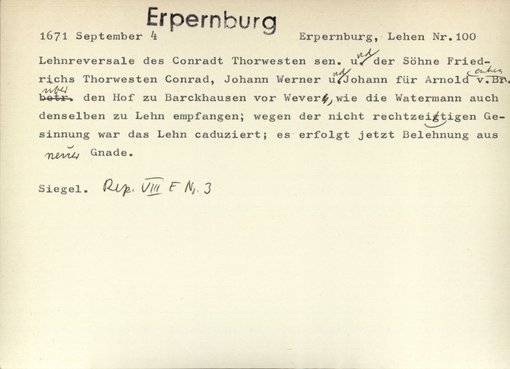 Erpernburg
1671 September 4 Erpernburg, Lehen Nr.100
Lehnreversale des Conradt Thorwesten sen. und der Söhne Fried-
richs Thorwesten Conrad, Johann Werner und Johann für Arnold v.Br.
über
betr. den Hof zu Barckhausen vor Wever, wie die Watermann auch
denselben zu Lehn empfangen; wegen der nicht rechtzeitigen Ge-
sinnung war das Lehn caduziert; es erfolgt jetzt Belehnung aus
neuer Gnade.
Siegel. Rep. VIII E Nr. 3